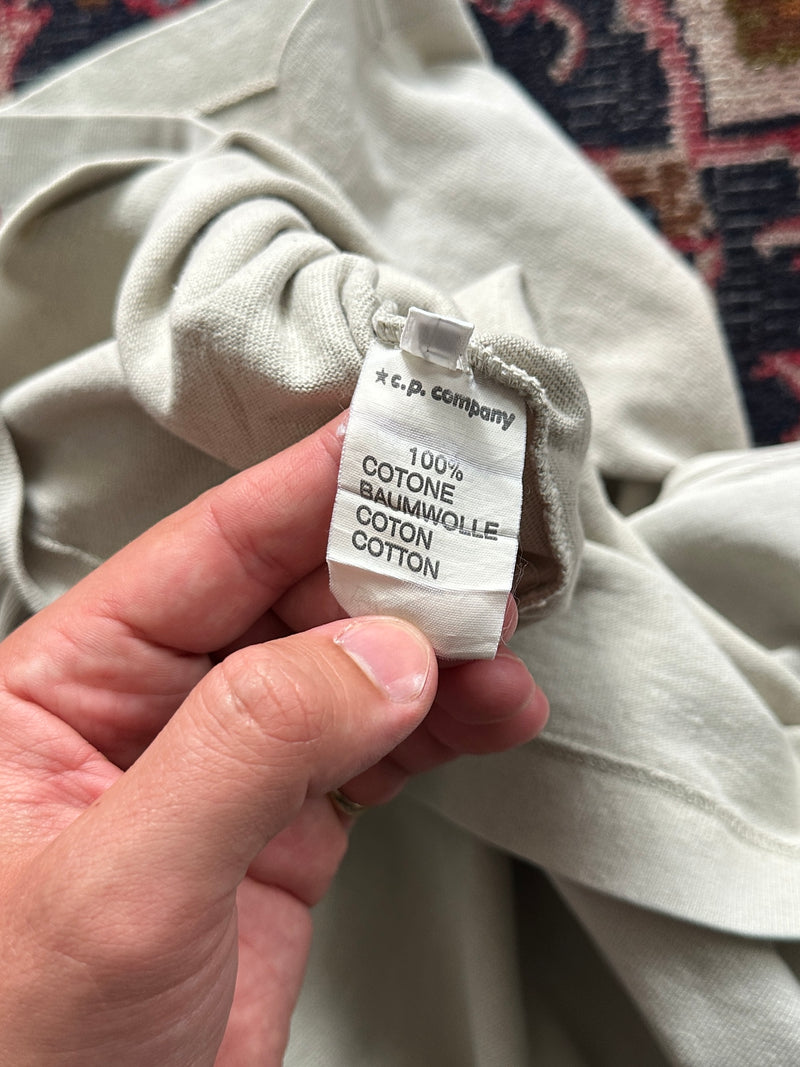 ★c.p. company
100%
COTONE
BAUMWOLLE
COTON
COTTON